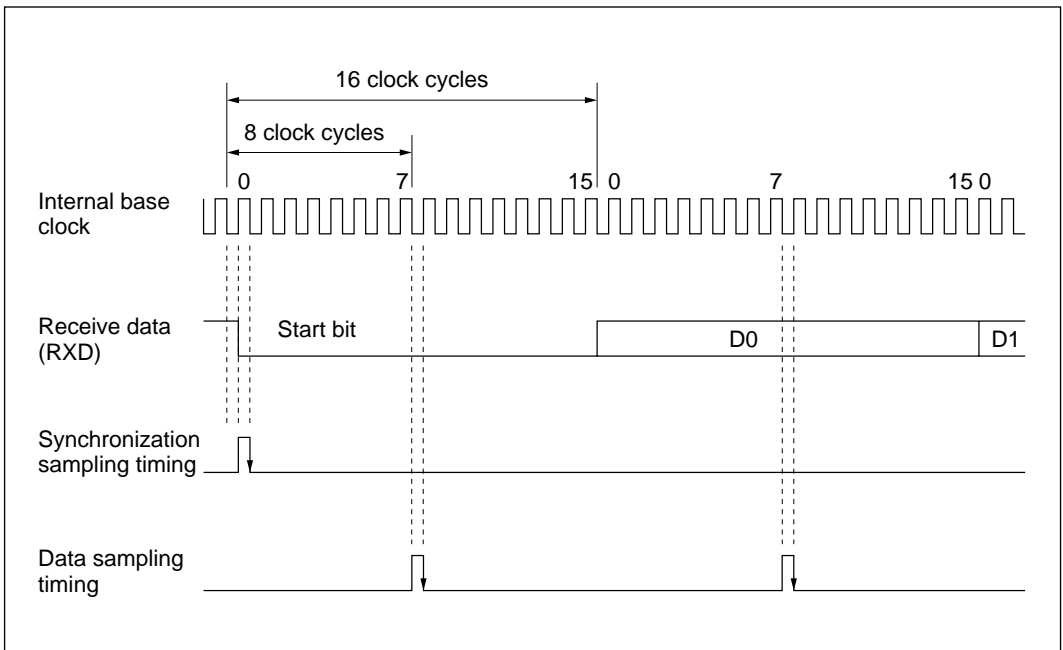 16 clock cycles
8 clock cycles
0 7 15 0 7 15 0
Internal base
clock
Receive data
(RXD)
Start bit
D0
D1
Synchronization
sampling timing
Data sampling
timing